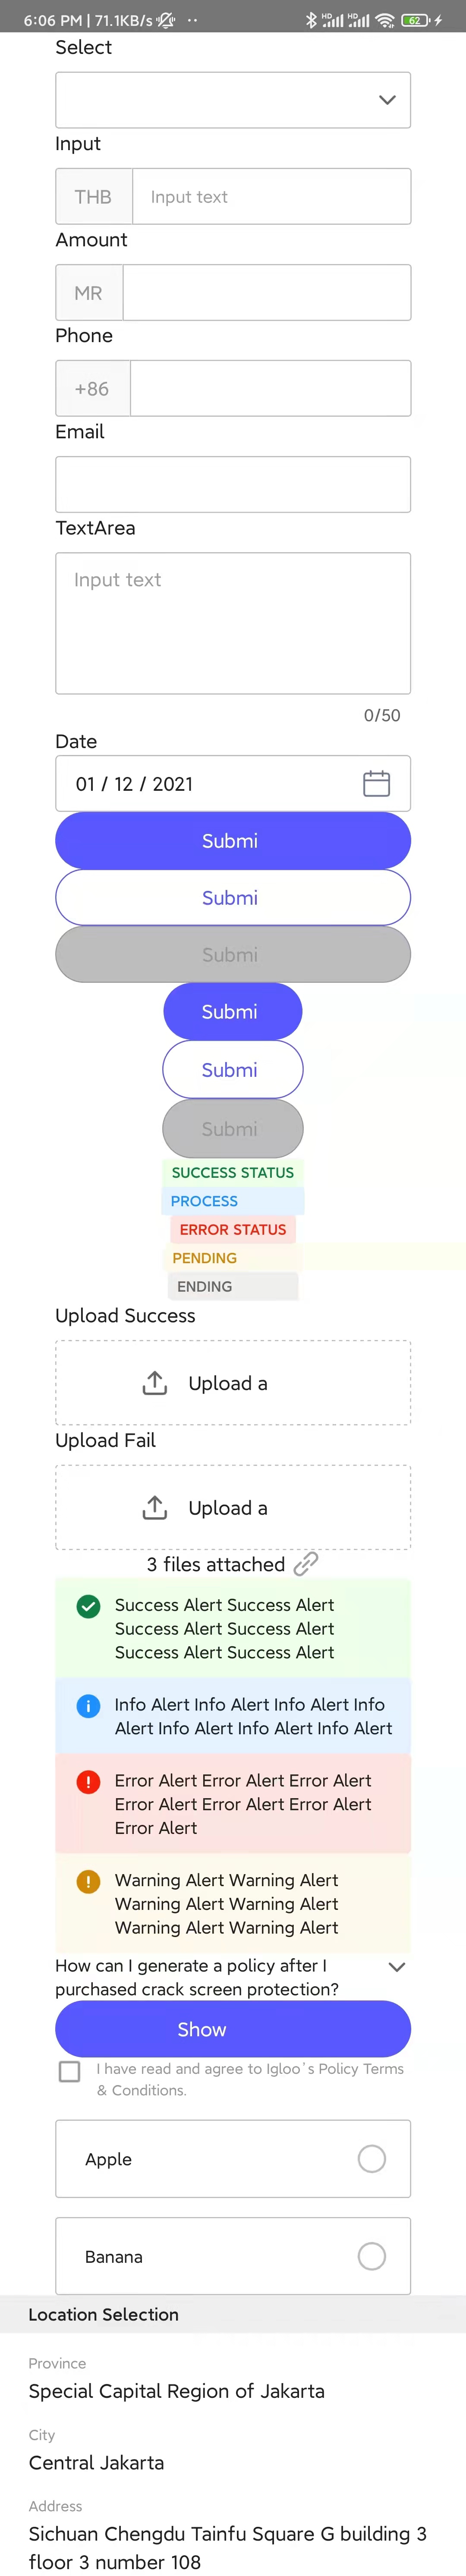 6:06 PM | 71.1KB/s ··
HD HD 62
Select
Input
THB Input text
Amount
MR
Phone
+86
Email
TextArea
Input text
0/50
Date
01 / 12 / 2021
Submi
Submi
Submi
Submi
Submi
Submi
SUCCESS STATUS
PROCESS
ERROR STATUS
PENDING
ENDING
Upload Success
Upload a
Upload Fail
Upload a
3 files attached
Success Alert Success Alert
Success Alert Success Alert
Success Alert Success Alert
Info Alert Info Alert Info Alert Info
Alert Info Alert Info Alert Info Alert
Error Alert Error Alert Error Alert
Error Alert Error Alert Error Alert
Error Alert
Warning Alert Warning Alert
Warning Alert Warning Alert
Warning Alert Warning Alert
How can I generate a policy after I
purchased crack screen protection?
Show
I have read and agree to Igloo's Policy Terms
& Conditions.
Apple
Banana
Location Selection
Province
Special Capital Region of Jakarta
City
Central Jakarta
Address
Sichuan Chengdu Tainfu Square G building 3
floor 3 number 108